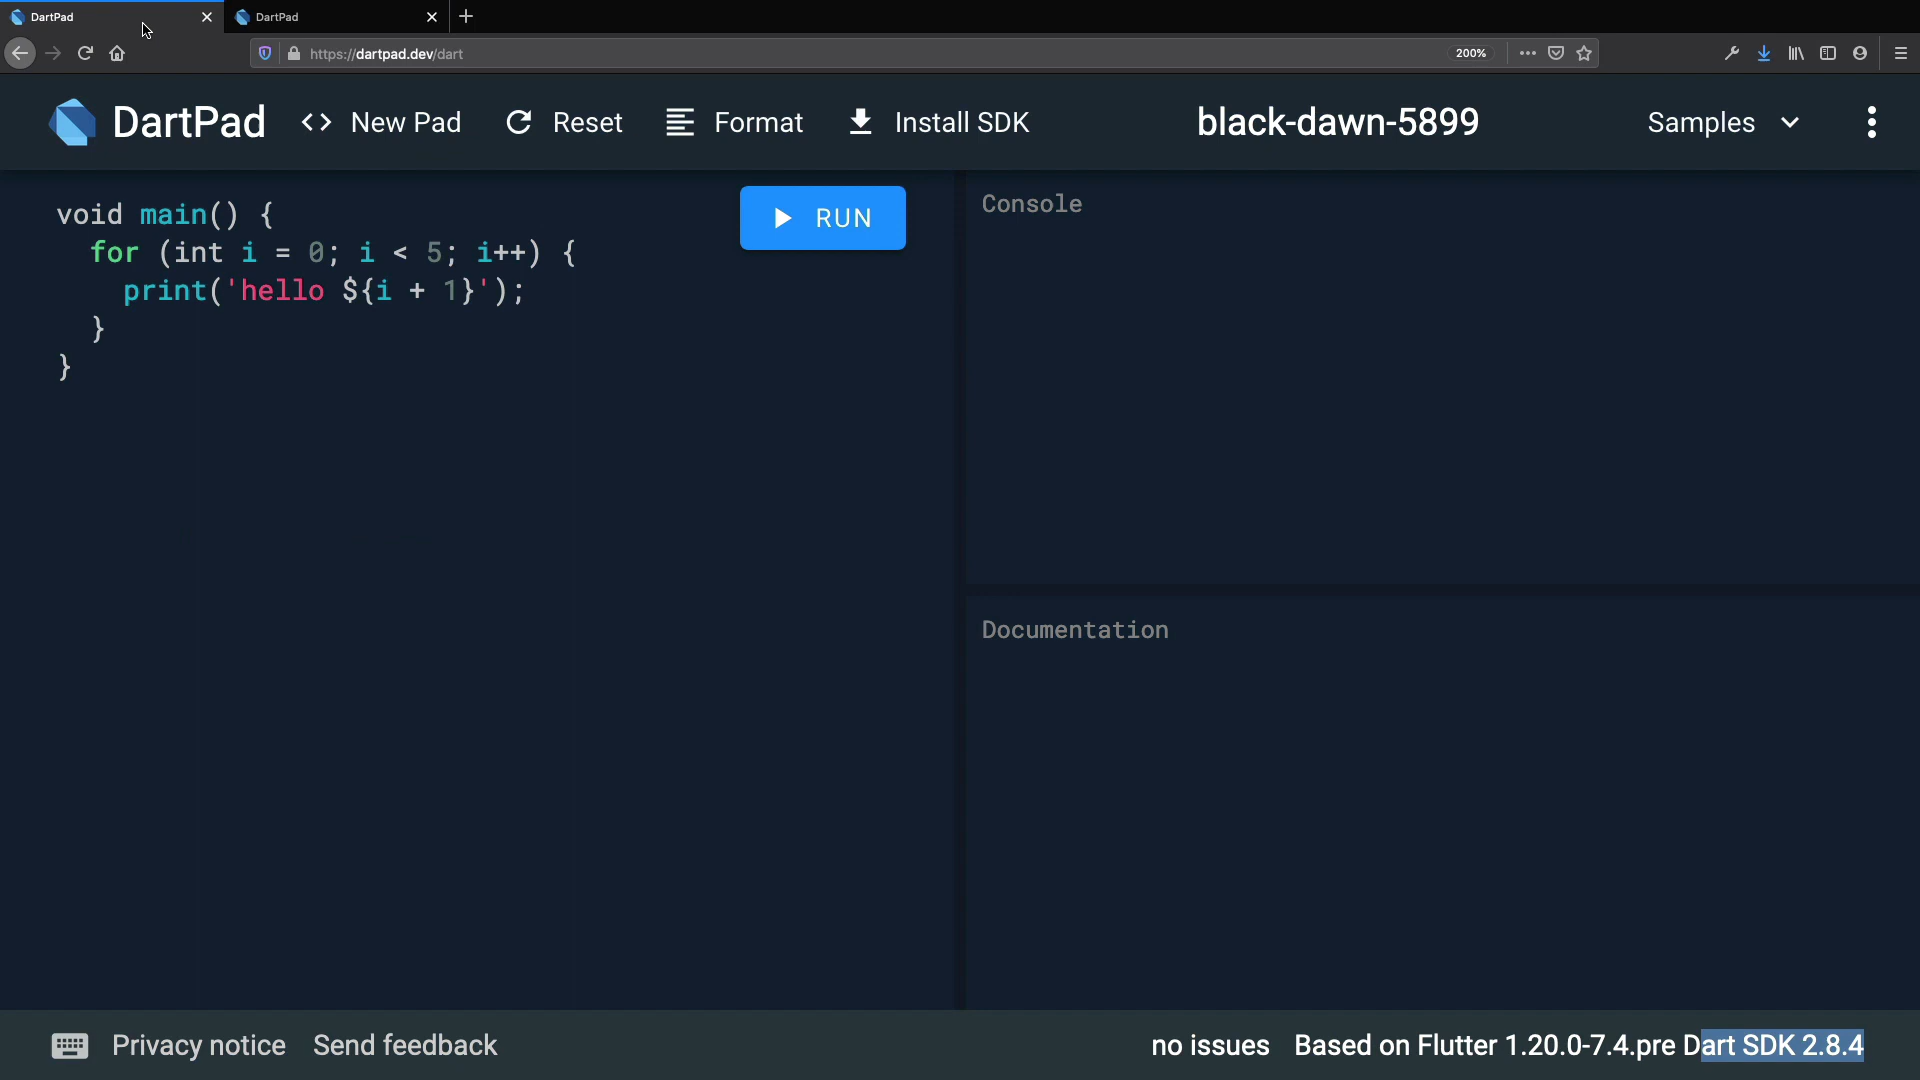 DartPad
DartPad
https://dartpad.dev/dart
200%
DartPad
New Pad
Reset
Format
Install SDK
black-dawn-5899
Samples
void main() {
for (int i = 0; i < 5; i++) {
print('hello ${i + 1}');
}
}
RUN
Console
Documentation
Privacy notice
Send feedback
no issues
Based on Flutter 1.20.0-7.4.pre Dart SDK 2.8.4